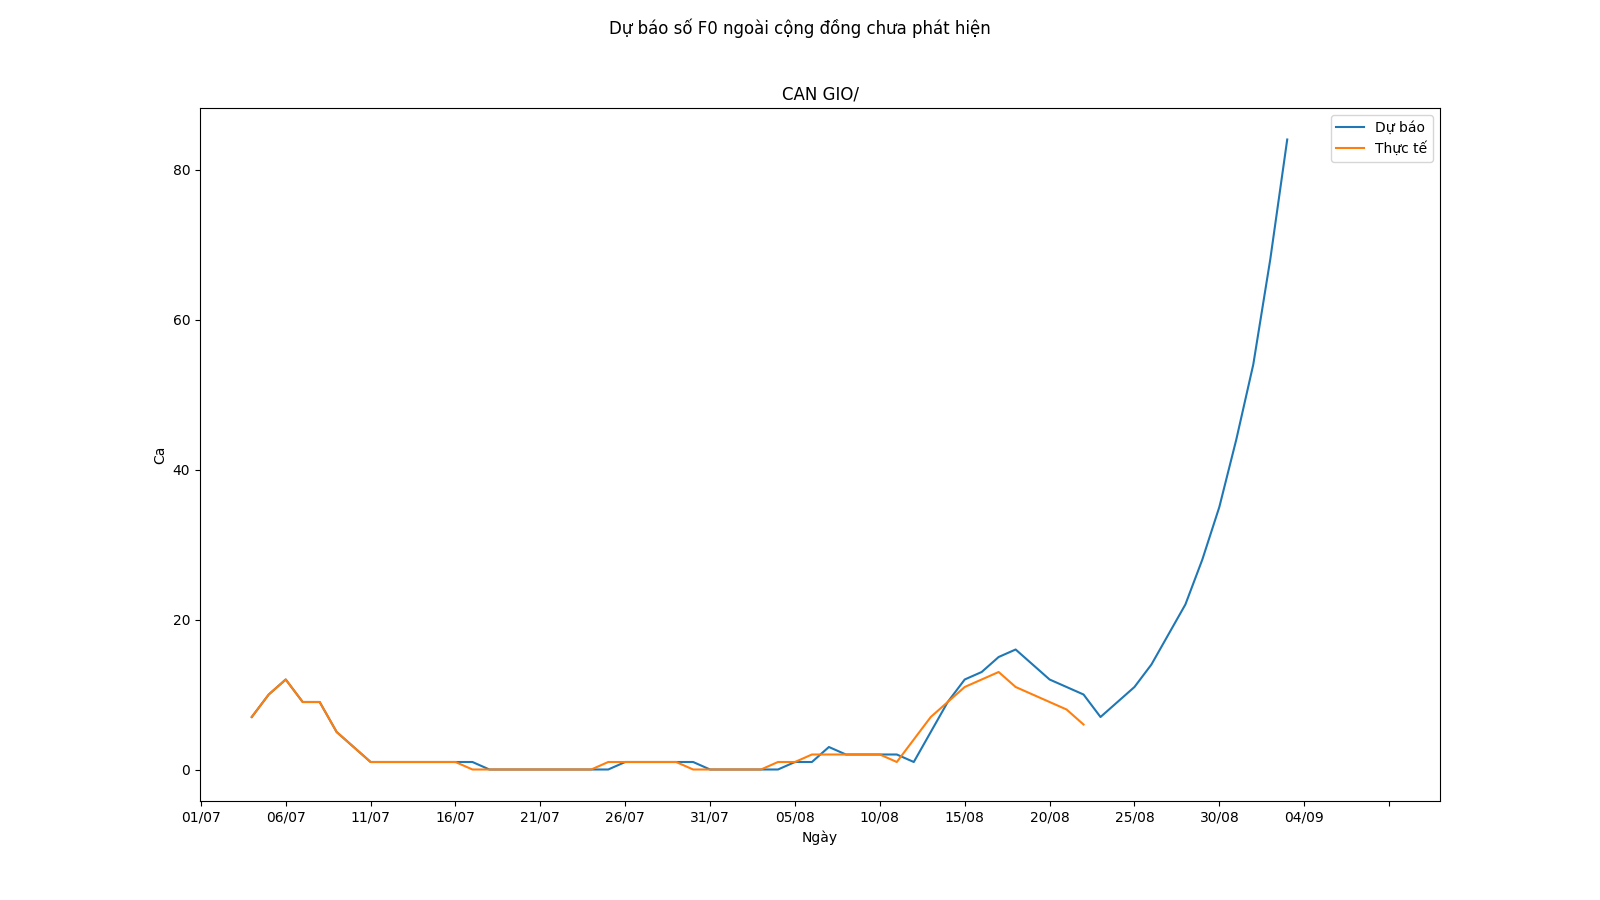 Dự báo số F0 ngoài cộng đồng chưa phát hiện
CAN GIO/
Dự báo
Thực tế
80
60
40
20
0
Ca
01/07 06/07 11/07 16/07 21/07 26/07 31/07 05/08 10/08 15/08 20/08 25/08 30/08 04/09
Ngày